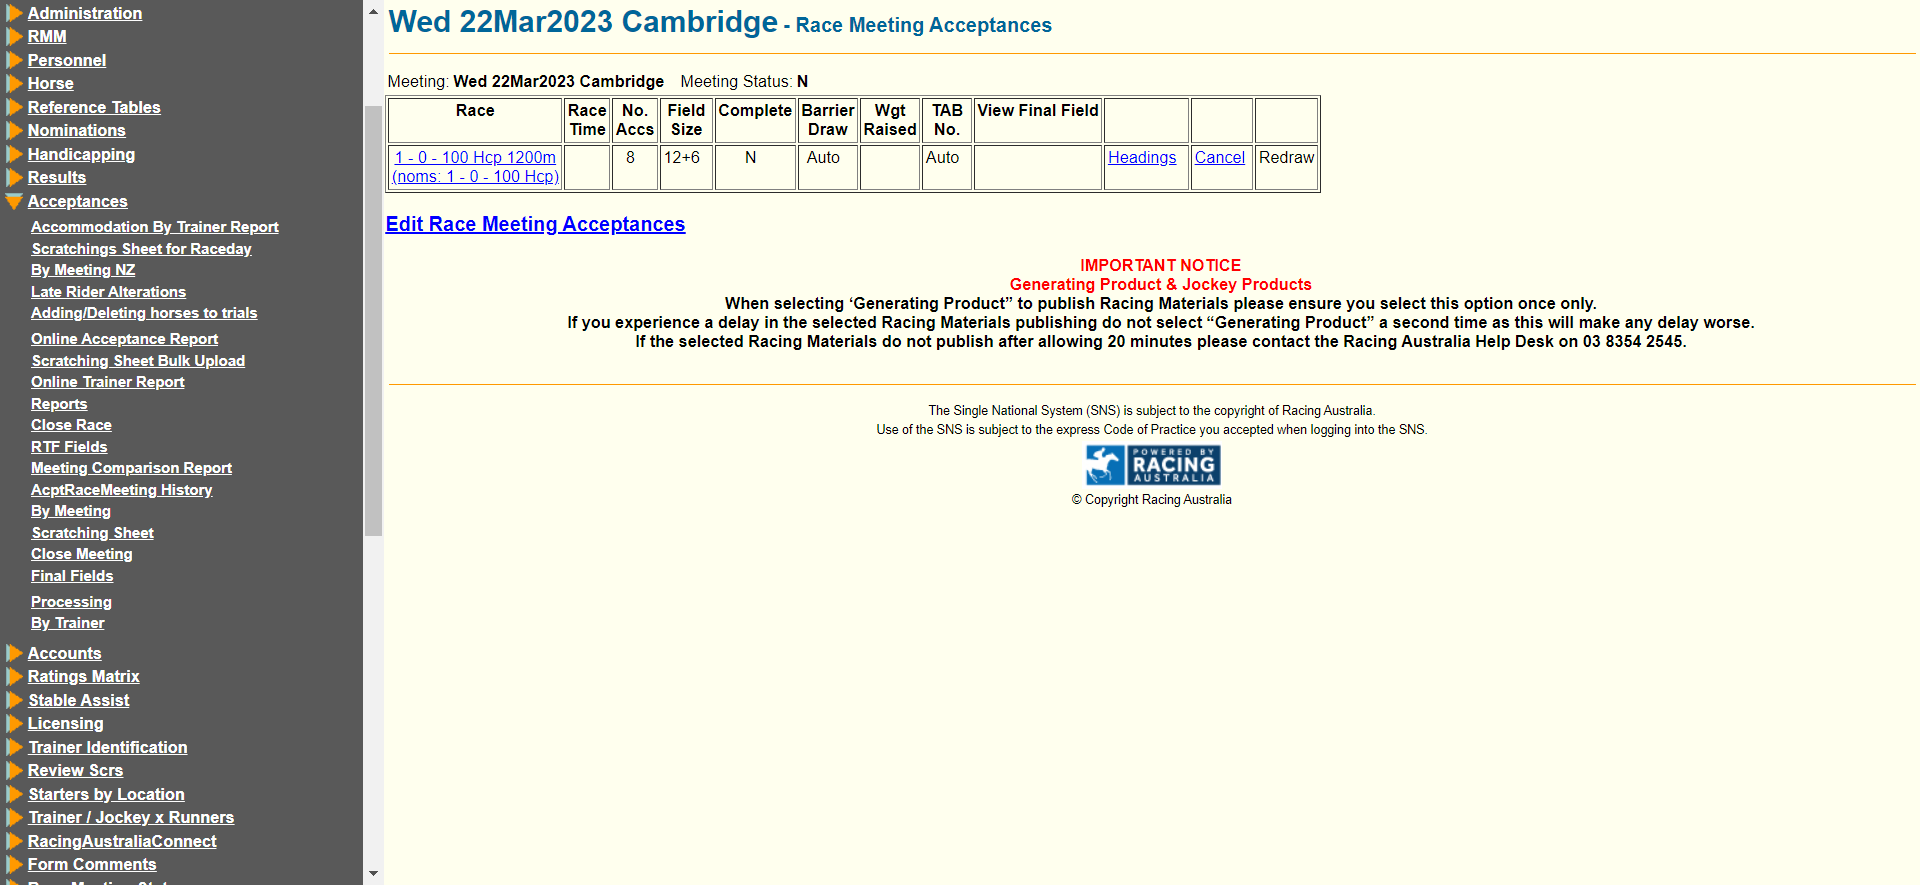 Administration
RMM
Personnel
Horse
Reference Tables
Nominations
Handicapping
Results
Acceptances
Accommodation By Trainer Report
Scratchings Sheet for Raceday
By Meeting NZ
Late Rider Alterations
Adding/Deleting horses to trials
Online Acceptance Report
Scratching Sheet Bulk Upload
Online Trainer Report
Reports
Close Race
RTF Fields
Meeting Comparison Report
AcptRaceMeeting History
By Meeting
Scratching Sheet
Close Meeting
Final Fields
Processing
By Trainer
Accounts
Ratings Matrix
Stable Assist
Licensing
Trainer Identification
Review Scrs
Starters by Location
Trainer / Jockey x Runners
RacingAustraliaConnect
Form Comments
Wed 22Mar2023 Cambridge - Race Meeting Acceptances
Meeting: Wed 22Mar2023 Cambridge Meeting Status: N
Race Race Time No. Accs Field Size Complete Barrier Draw Wgt Raised TAB No. View Final Field
1 - 0 - 100 Hcp 1200m 8 12+6 N Auto Auto Headings Cancel Redraw
(noms: 1 - 0 - 100 Hcp)
Edit Race Meeting Acceptances
IMPORTANT NOTICE
Generating Product & Jockey Products
When selecting ‘Generating Product” to publish Racing Materials please ensure you select this option once only.
If you experience a delay in the selected Racing Materials publishing do not select “Generating Product” a second time as this will make any delay worse.
If the selected Racing Materials do not publish after allowing 20 minutes please contact the Racing Australia Help Desk on 03 8354 2545.
The Single National System (SNS) is subject to the copyright of Racing Australia.
Use of the SNS is subject to the express Code of Practice you accepted when logging into the SNS.
POWERED BY
RACING
AUSTRALIA
© Copyright Racing Australia